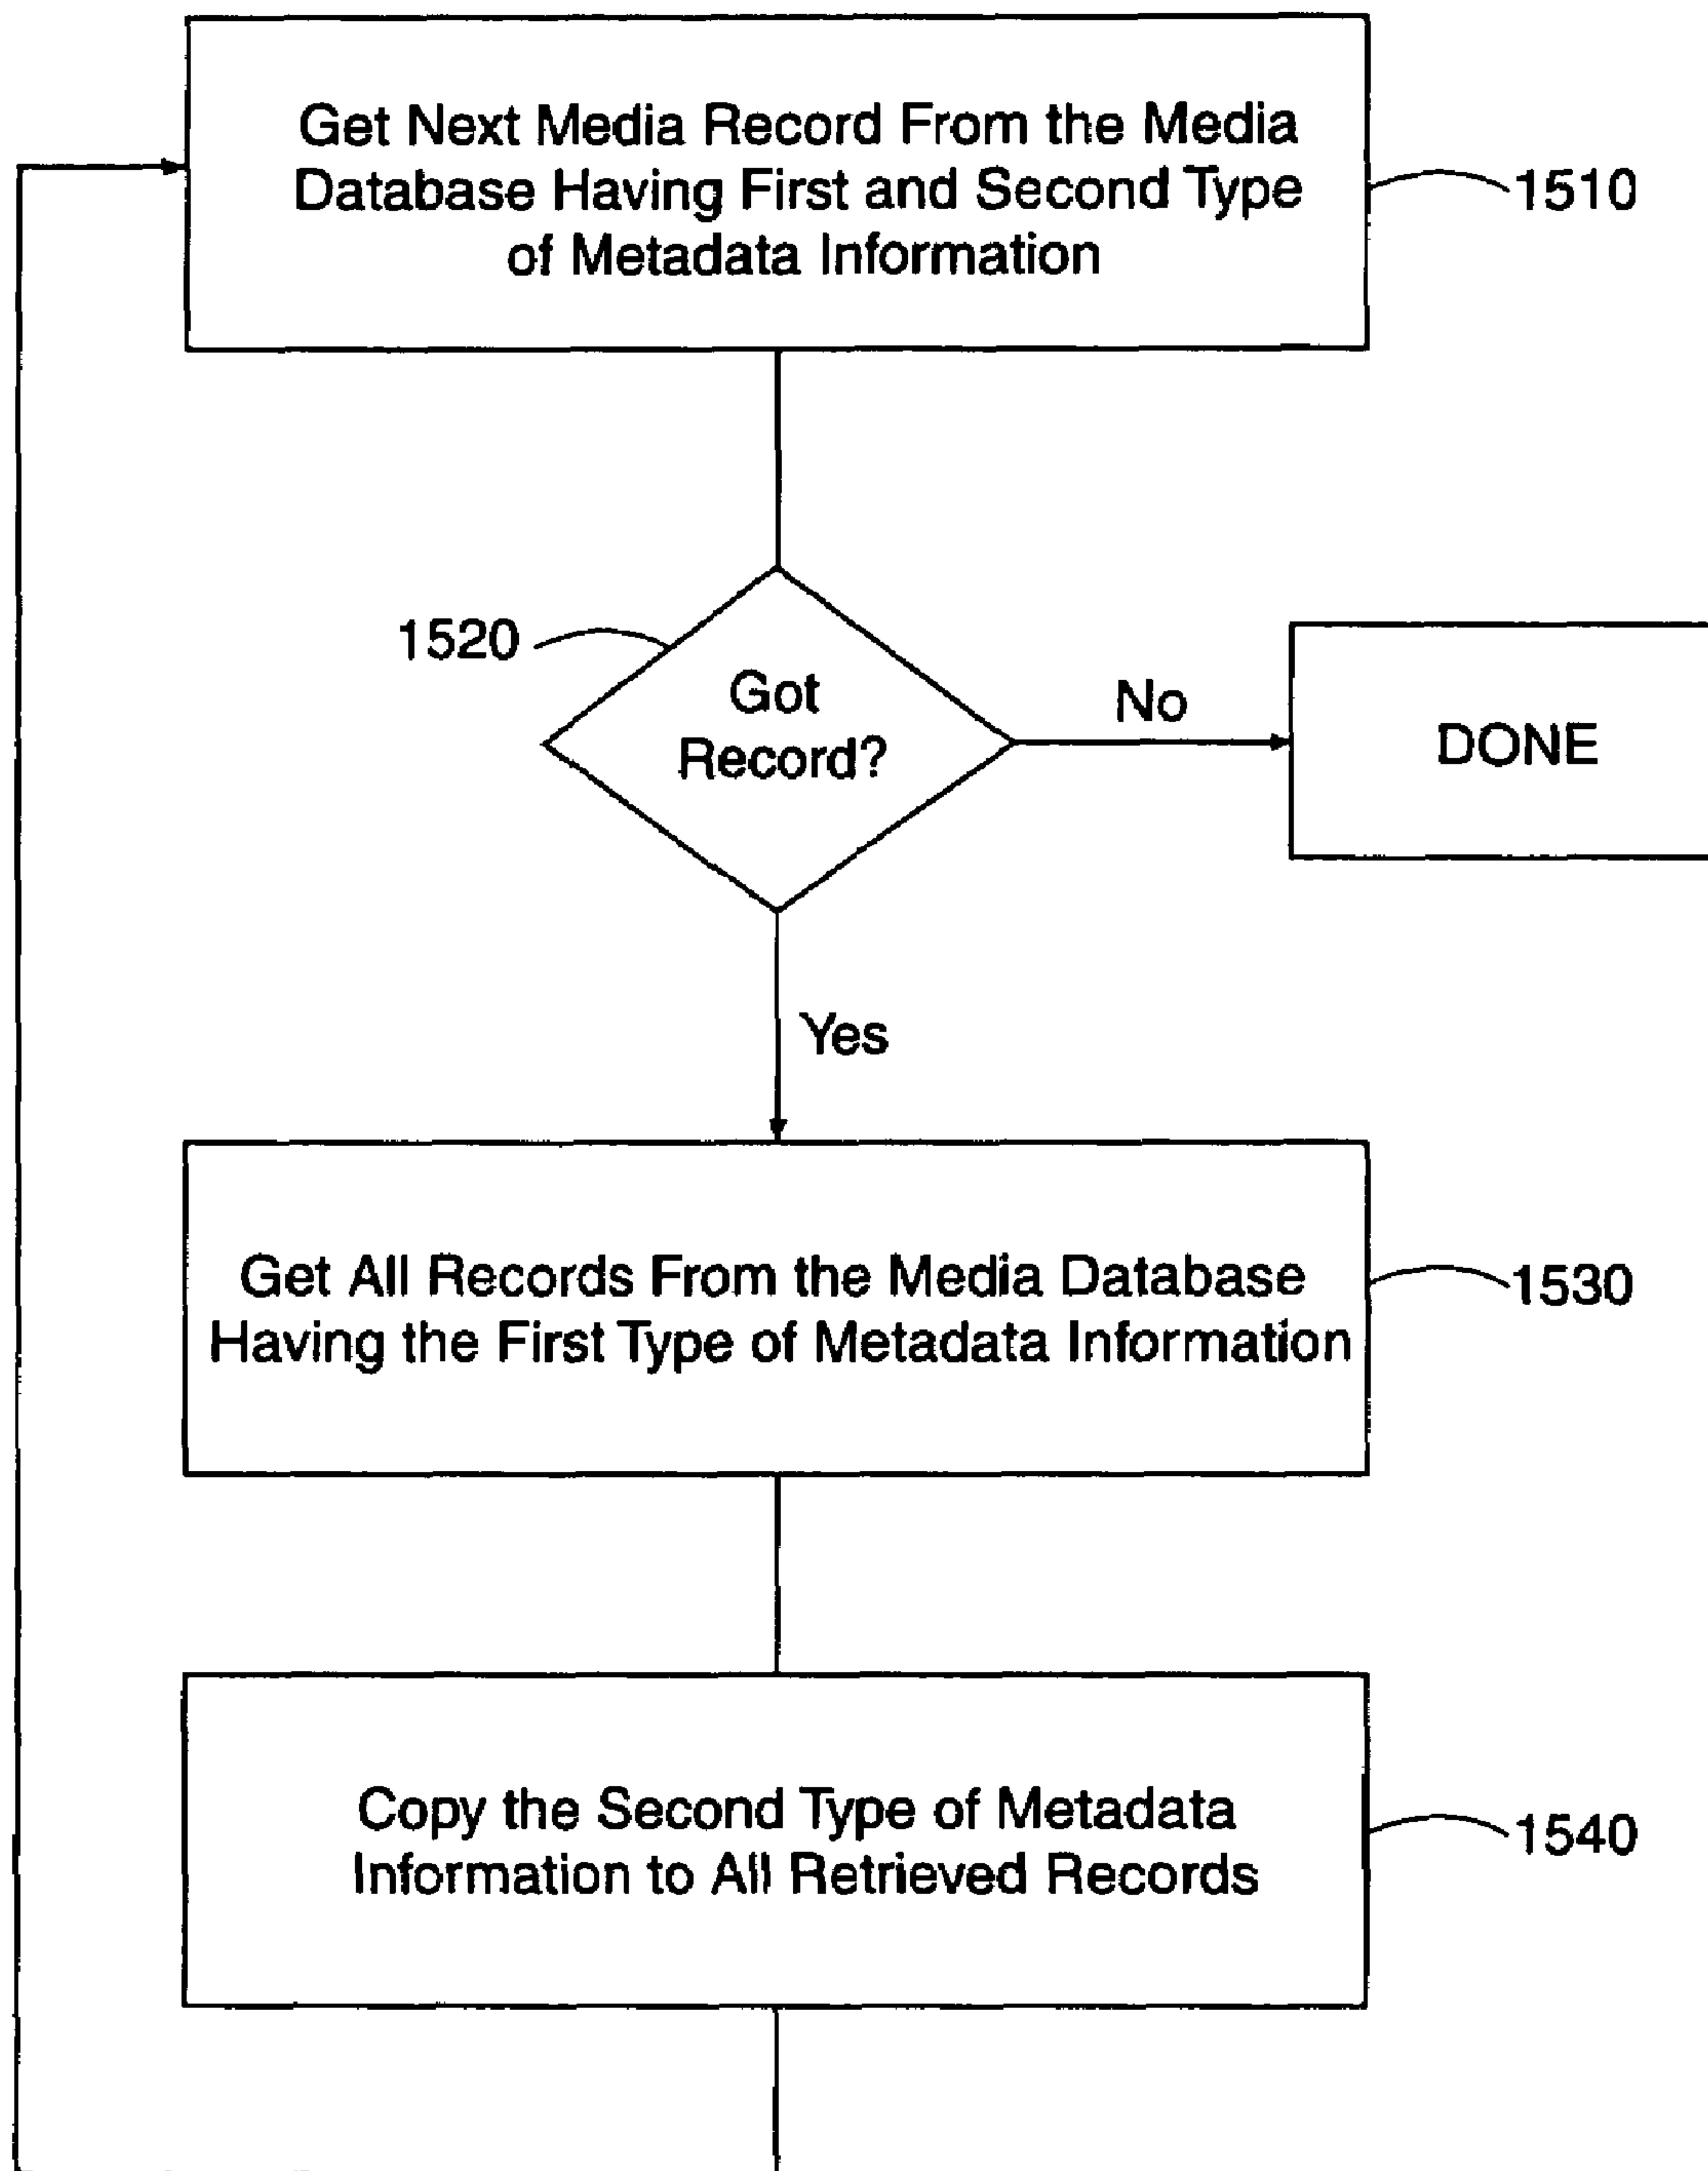 Get Next Media Record From the Media
Database Having First and Second Type
of Metadata Information
1510
1520
Got
Record?
No
DONE
Yes
Get All Records From the Media Database
Having the First Type of Metadata Information
1530
Copy the Second Type of Metadata
Information to All Retrieved Records
1540